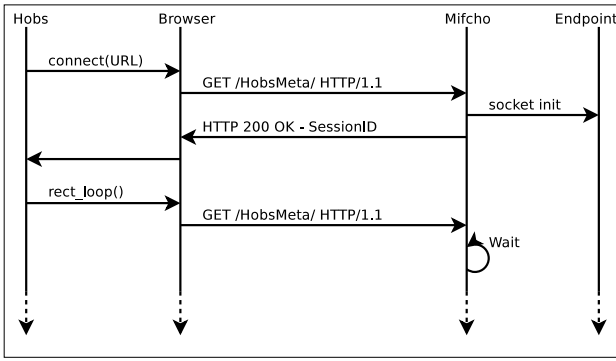 Hobs Browser Mifcho Endpoint
connect(URL)
GET /HobsMeta/ HTTP/1.1
socket init
HTTP 200 OK - SessionID
rect_loop()
GET /HobsMeta/ HTTP/1.1
Wait